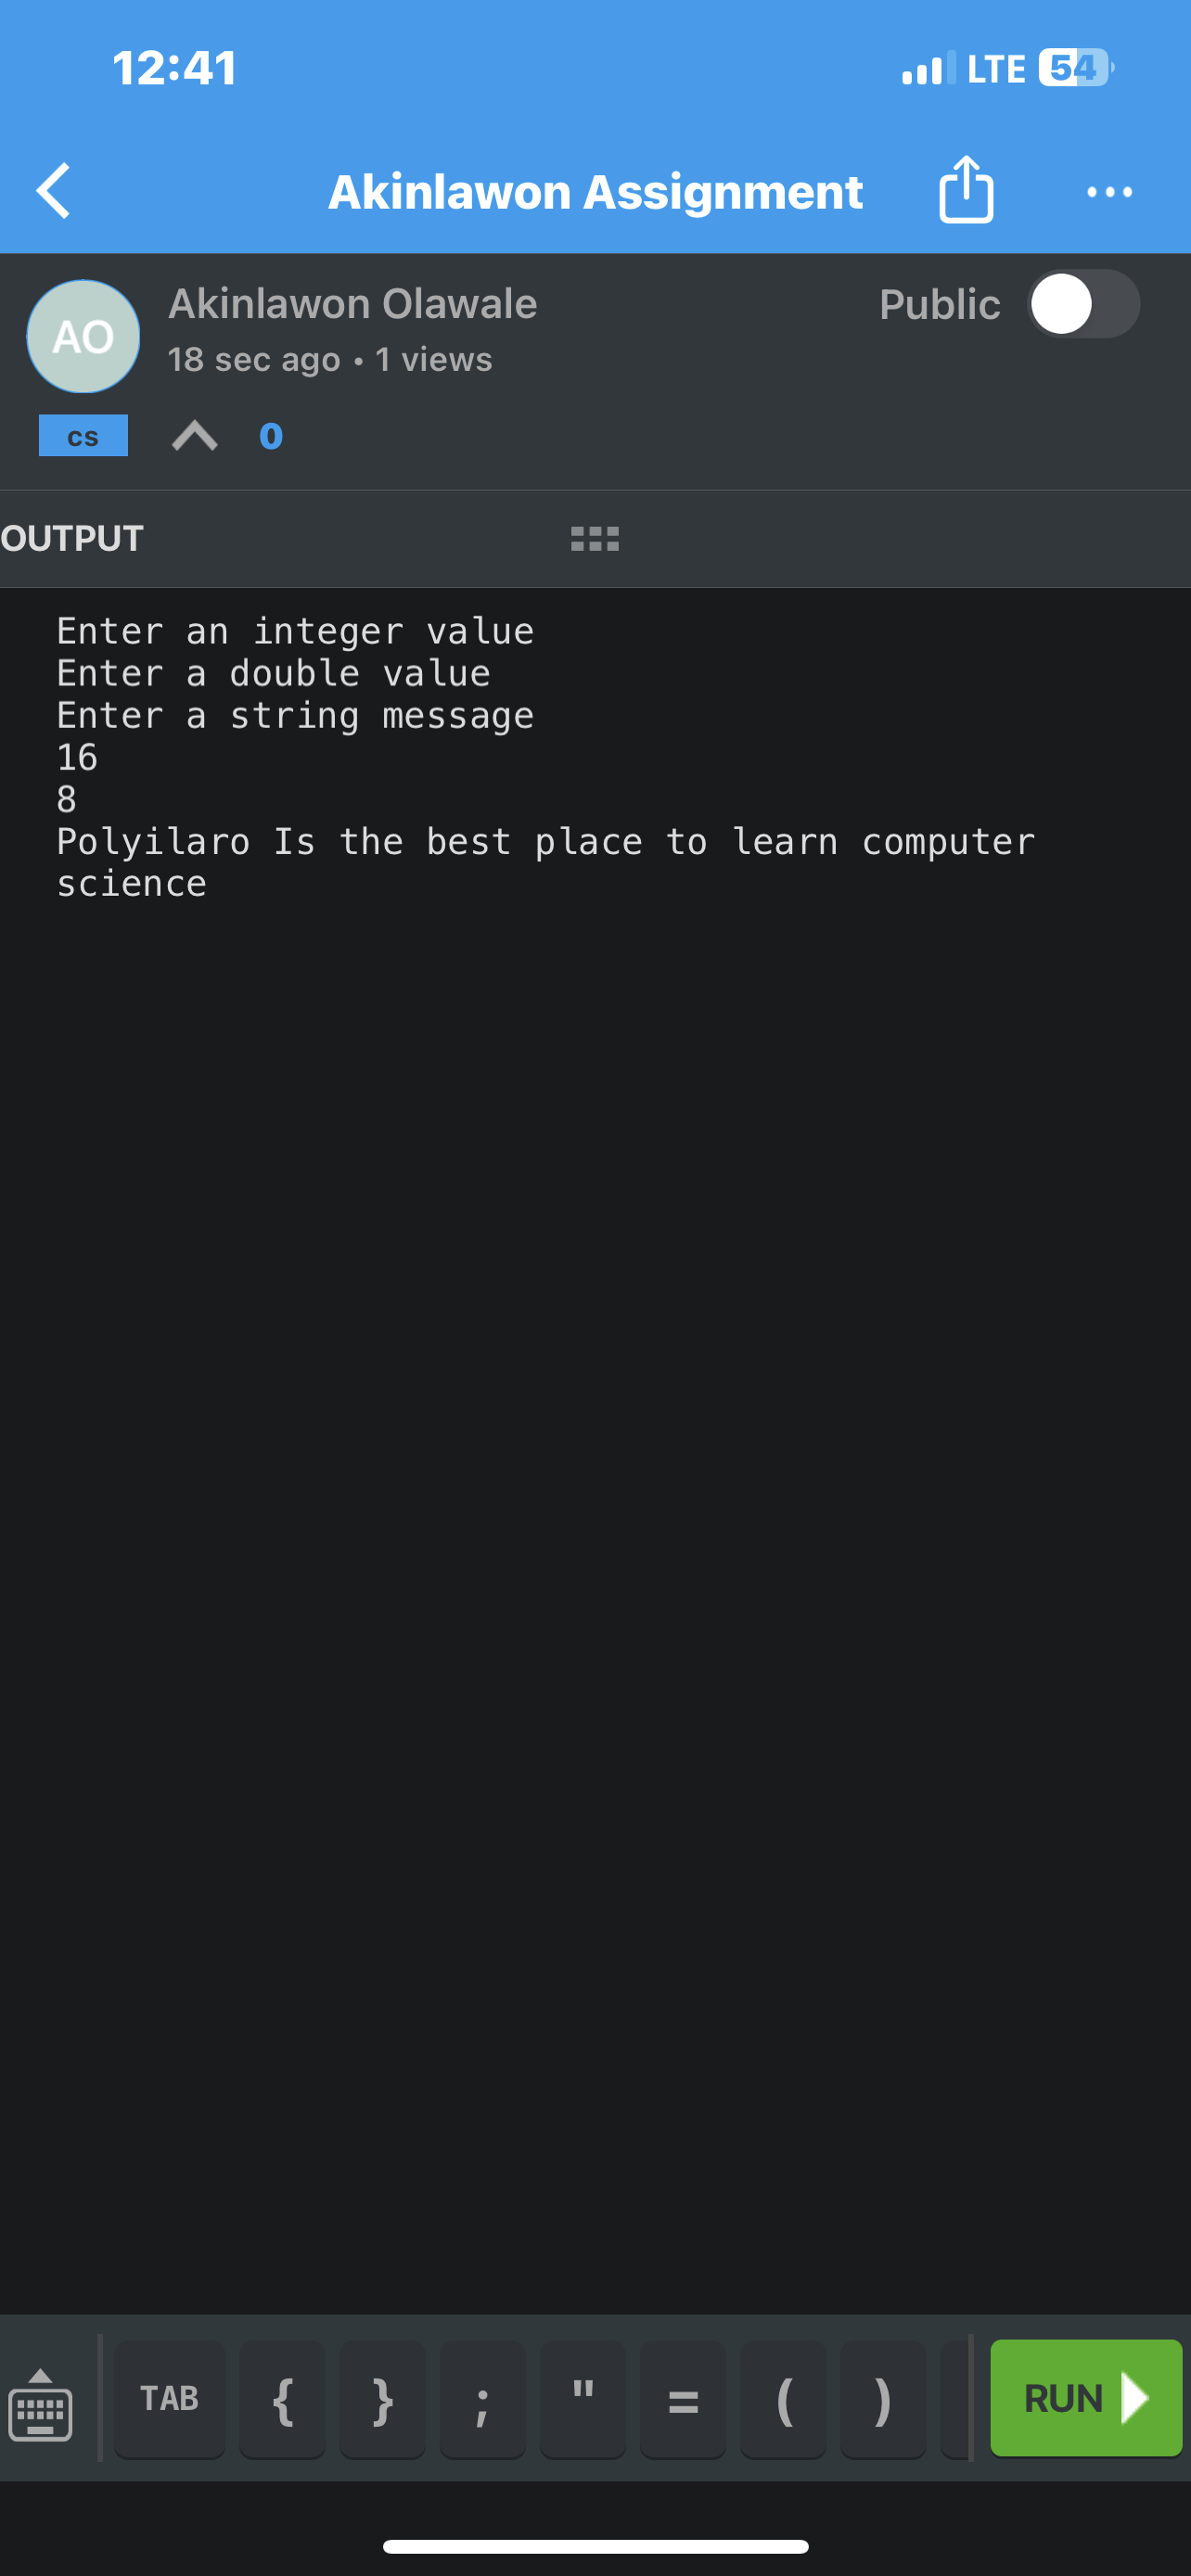 12:41 LTE 54
Akinlawon Assignment
AO Akinlawon Olawale Public
18 sec ago • 1 views
cs 0
OUTPUT
Enter an integer value
Enter a double value
Enter a string message
16
8
Polyilaro Is the best place to learn computer
science
TAB { } ; " = ( ) RUN